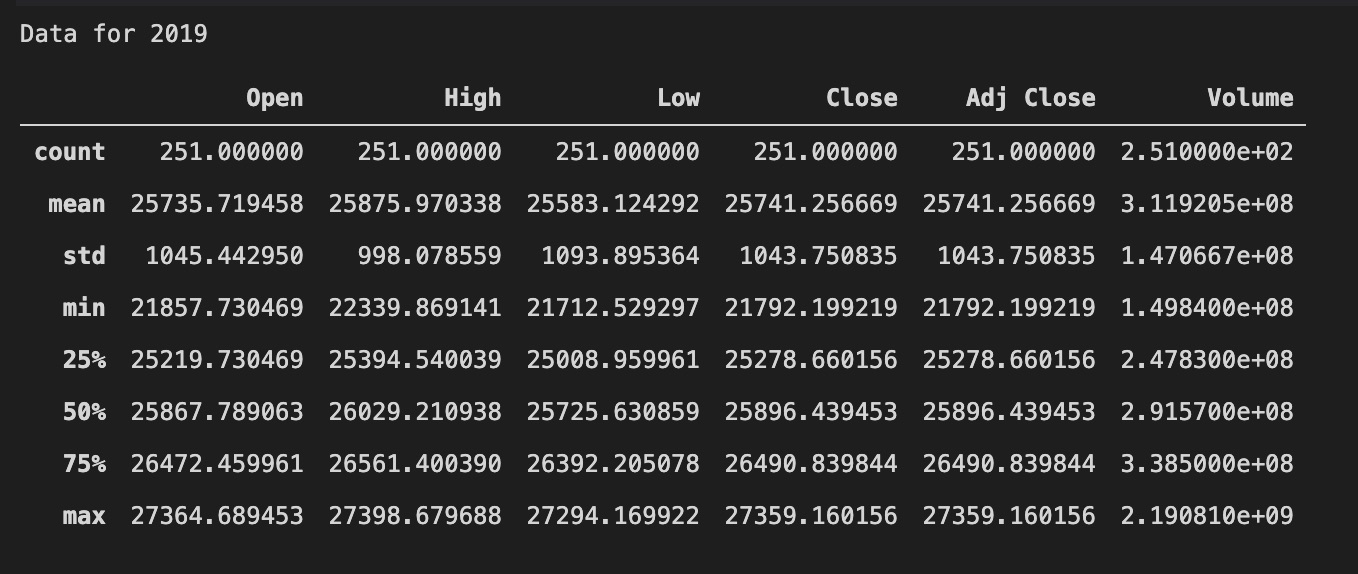 Data for 2019
Open High Low Close Adj Close Volume
count 251.000000 251.000000 251.000000 251.000000 251.000000 2.510000e+02
mean 25735.719458 25875.970338 25583.124292 25741.256669 25741.256669 3.119205e+08
std 1045.442950 998.078559 1093.895364 1043.750835 1043.750835 1.470667e+08
min 21857.730469 22339.869141 21712.529297 21792.199219 21792.199219 1.498400e+08
25% 25219.730469 25394.540039 25008.959961 25278.660156 25278.660156 2.478300e+08
50% 25867.789063 26029.210938 25725.630859 25896.439453 25896.439453 2.915700e+08
75% 26472.459961 26561.400390 26392.205078 26490.839844 26490.839844 3.385000e+08
max 27364.689453 27398.679688 27294.169922 27359.160156 27359.160156 2.190810e+09